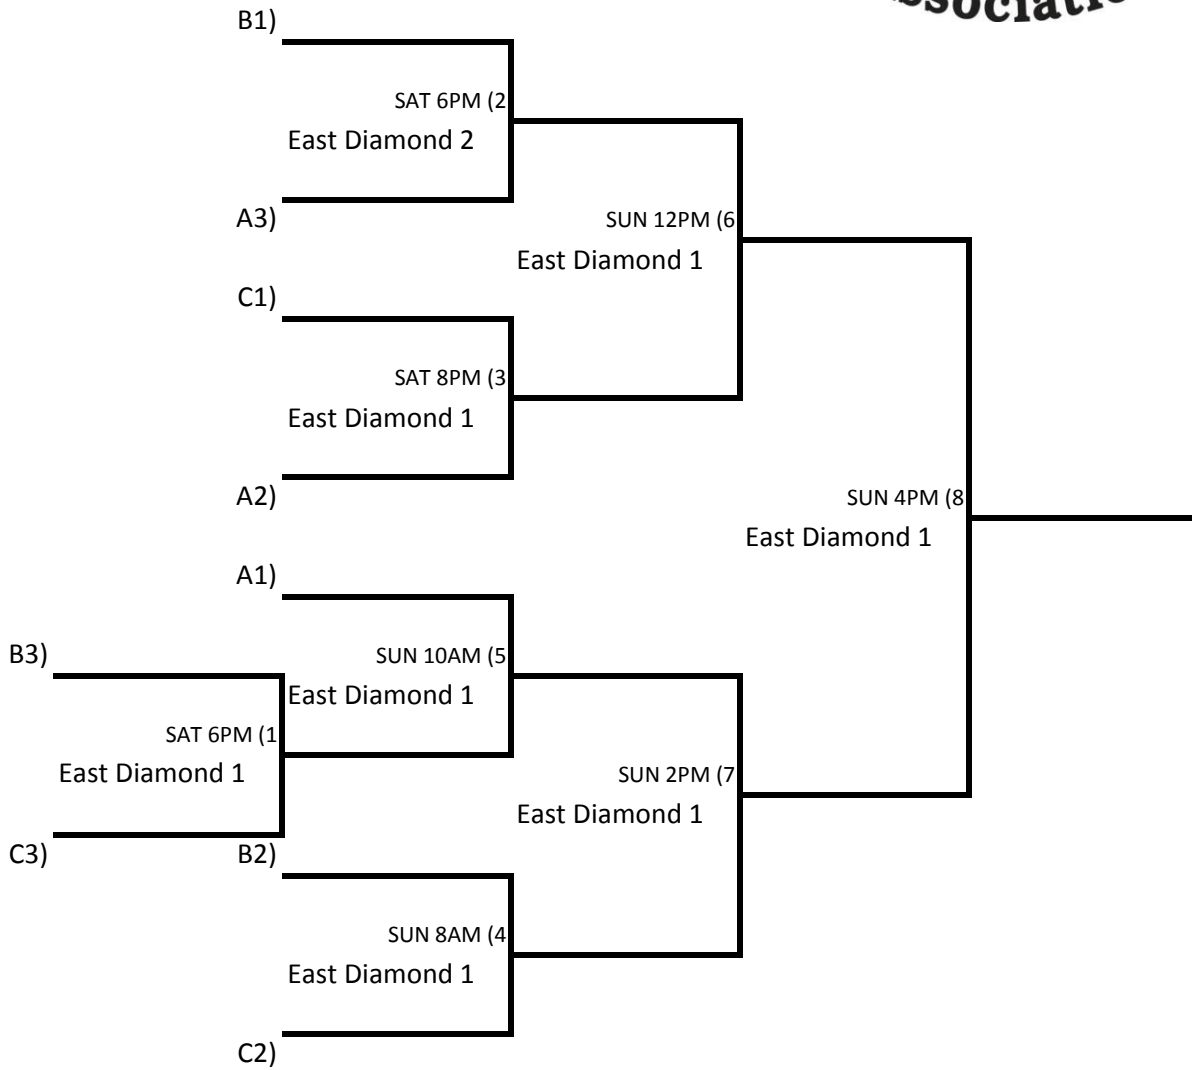 B1)
SAT 6PM (2
East Diamond 2
A3)
SUN 12PM (6
East Diamond 1
C1)
SAT 8PM (3
East Diamond 1
A2)
SUN 4PM (8
East Diamond 1
A1)
B3)
SUN 10AM (5
East Diamond 1
SAT 6PM (1
East Diamond 1
SUN 2PM (7
East Diamond 1
C3)
B2)
SUN 8AM (4
East Diamond 1
C2)